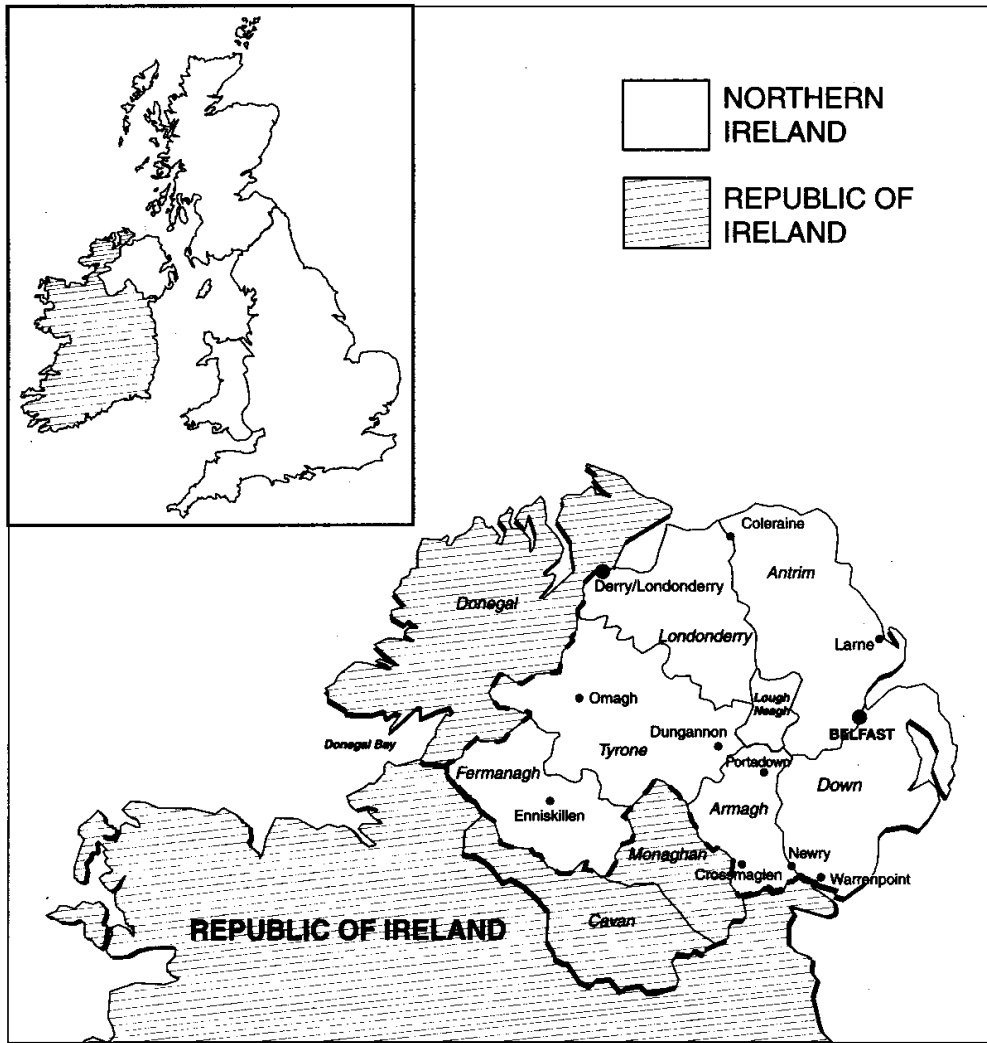 NORTHERN
IRELAND
REPUBLIC OF
IRELAND
Coleraine
Antrim
Derry/Londonderry
Donegal
Londonderry
Larne
Omagh
Lough
Neagh
BELFAST
Donegal Bay
Dungannon
Tyrone
Portadown
Fermanagh
Down
Enniskillen
Armagh
Monaghan
Newry
Crossmaglen
Warrenpoint
Cavan
REPUBLIC OF IRELAND